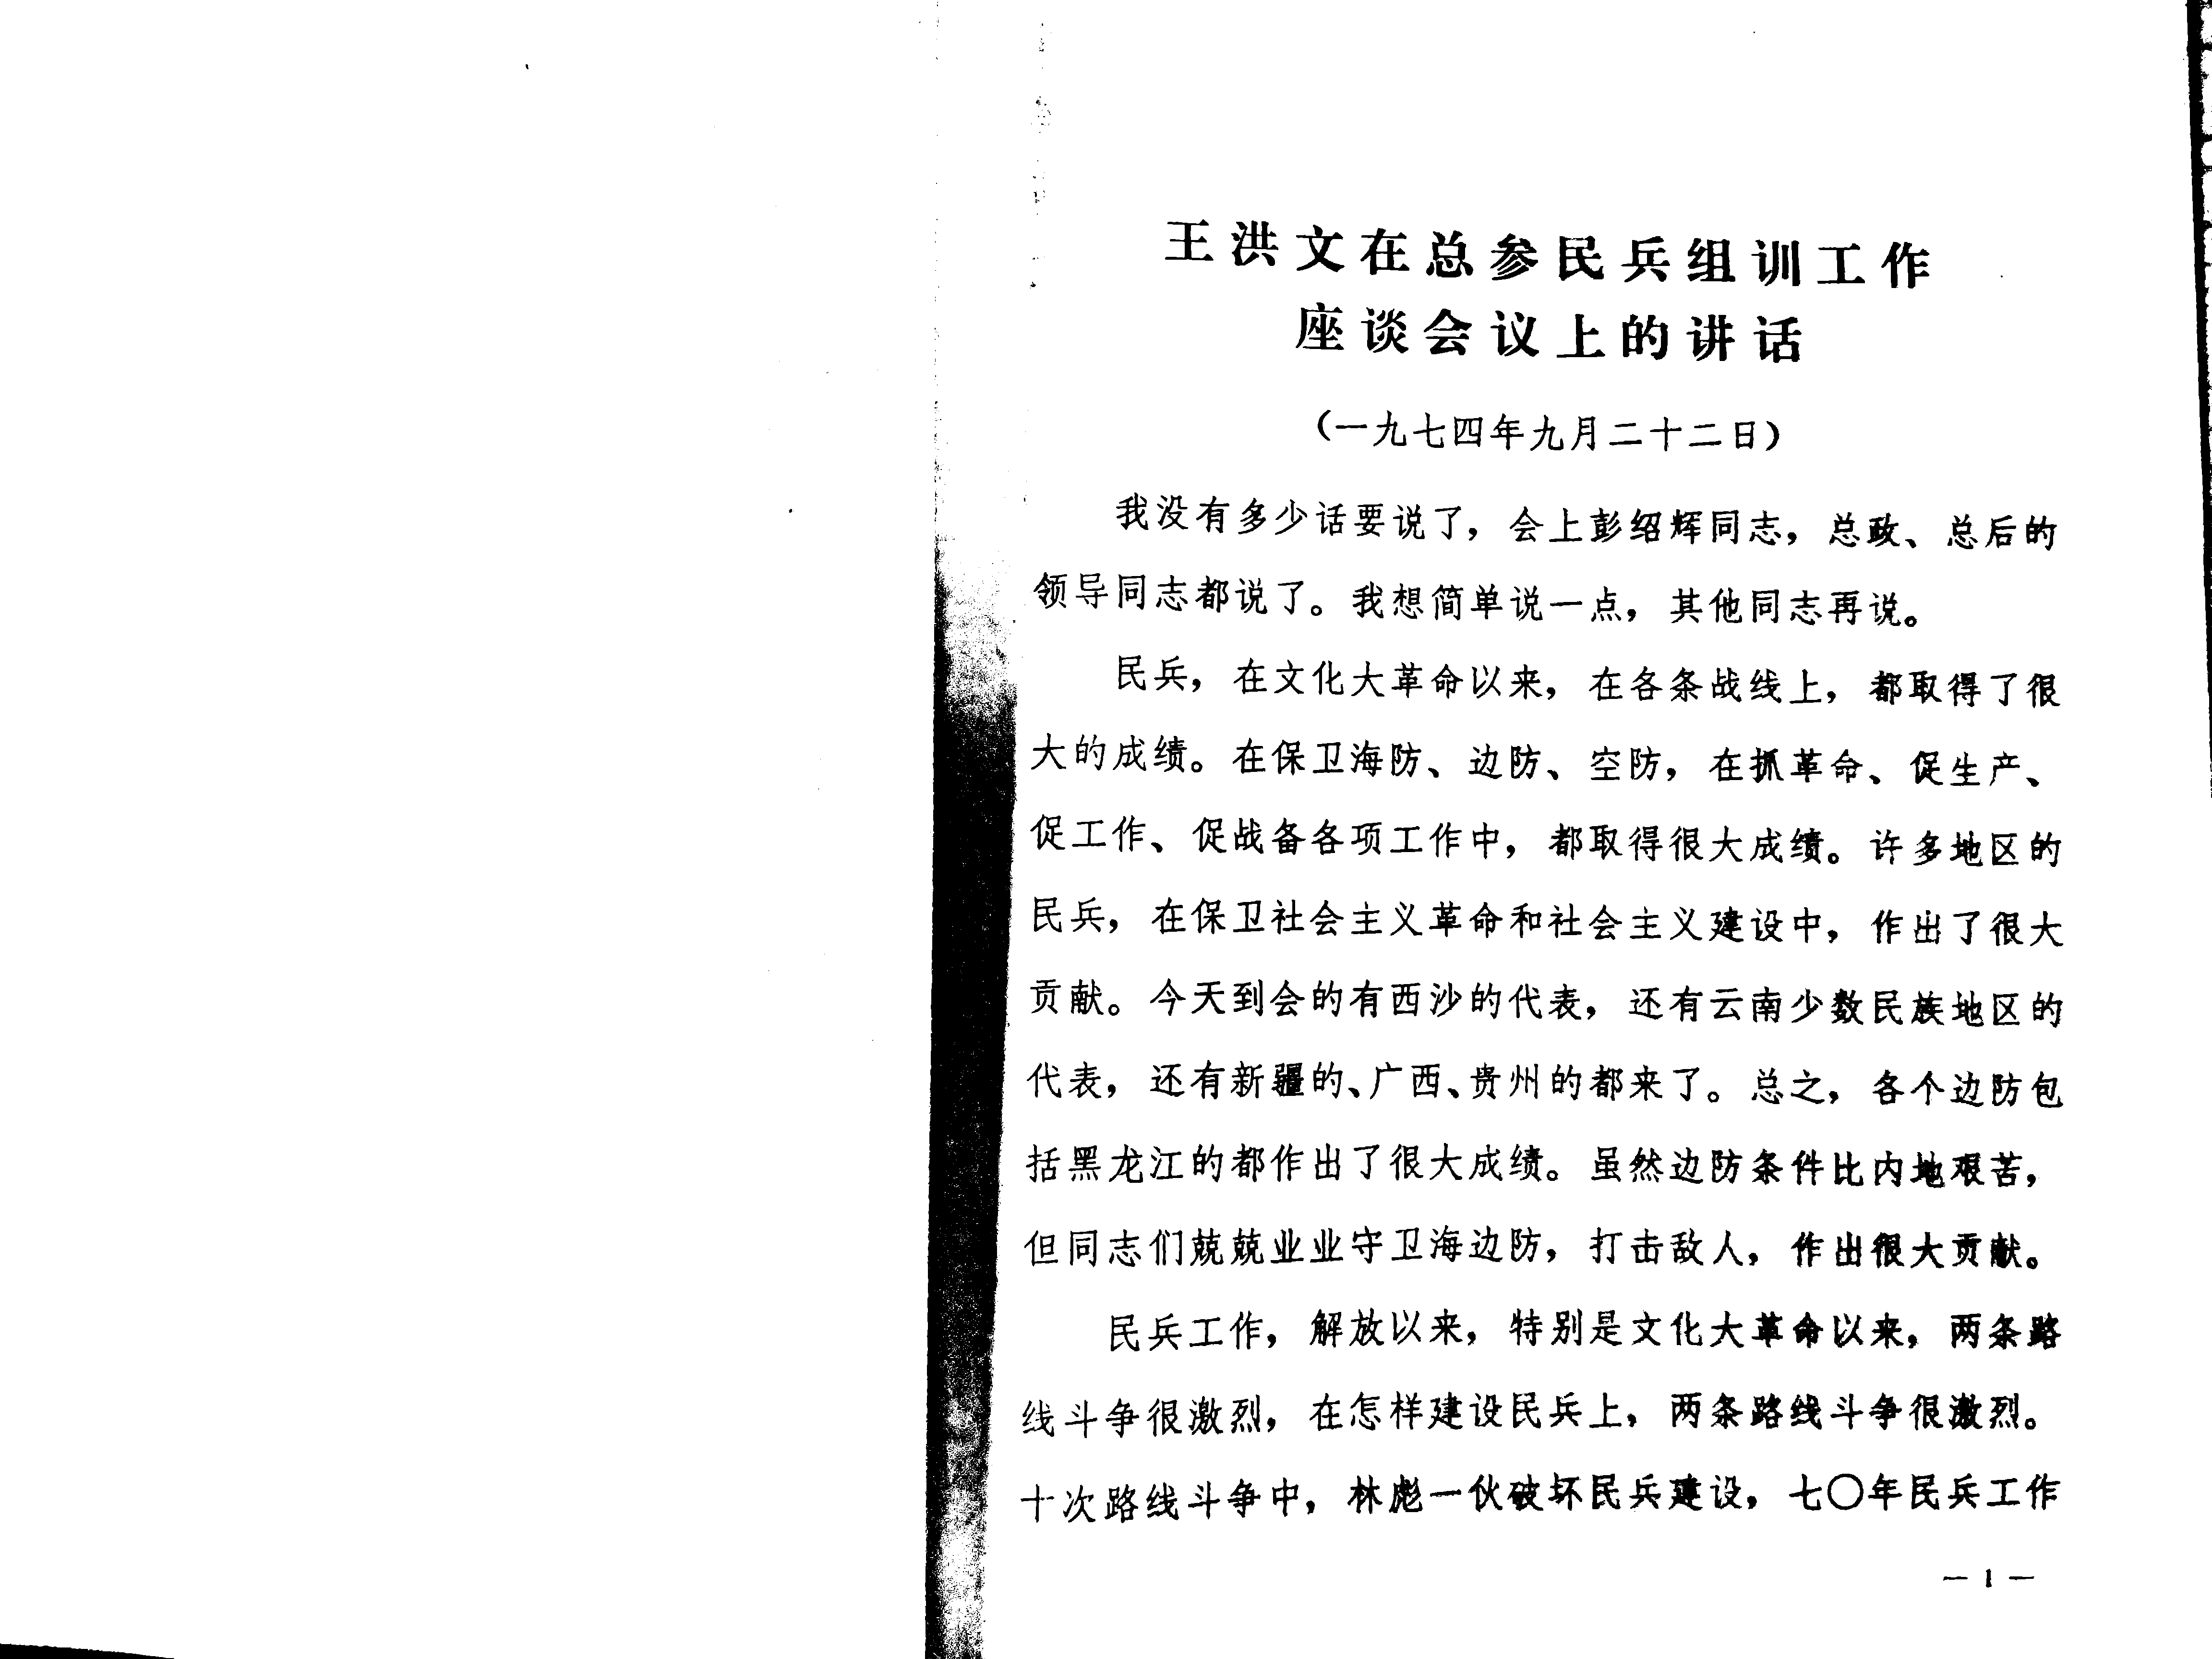 王洪文在总参民兵组训工作
座谈会议上的讲话
（一九七四年九月二十二日）
我没有多少话要说了，会上彭绍辉同志，总政、总后的
领导同志都说了。我想简单说一点，其他同志再说。
民兵，在文化大革命以来，在各条战线上，都取得了很
大的成绩。在保卫海防、边防、空防，在抓革命、促生产、
促工作、促战备各项工作中，都取得很大成绩。许多地区的
民兵，在保卫社会主义革命和社会主义建设中，作出了很大
贡献。今天到会的有西沙的代表，还有云南少数民族地区的
代表，还有新疆的、广西、贵州的都来了。总之，各个边防包
括黑龙江的都作出了很大成绩。虽然边防条件比内地艰苦，
但同志们兢兢业业守卫海边防，打击敌人，作出很大贡献。
民兵工作，解放以来，特别是文化大革命以来，两条路
线斗争很激烈，在怎样建设民兵上，两条路线斗争很激烈。
十次路线斗争中，林彪一伙破坏民兵建设，七〇年民兵工作
— 1 —